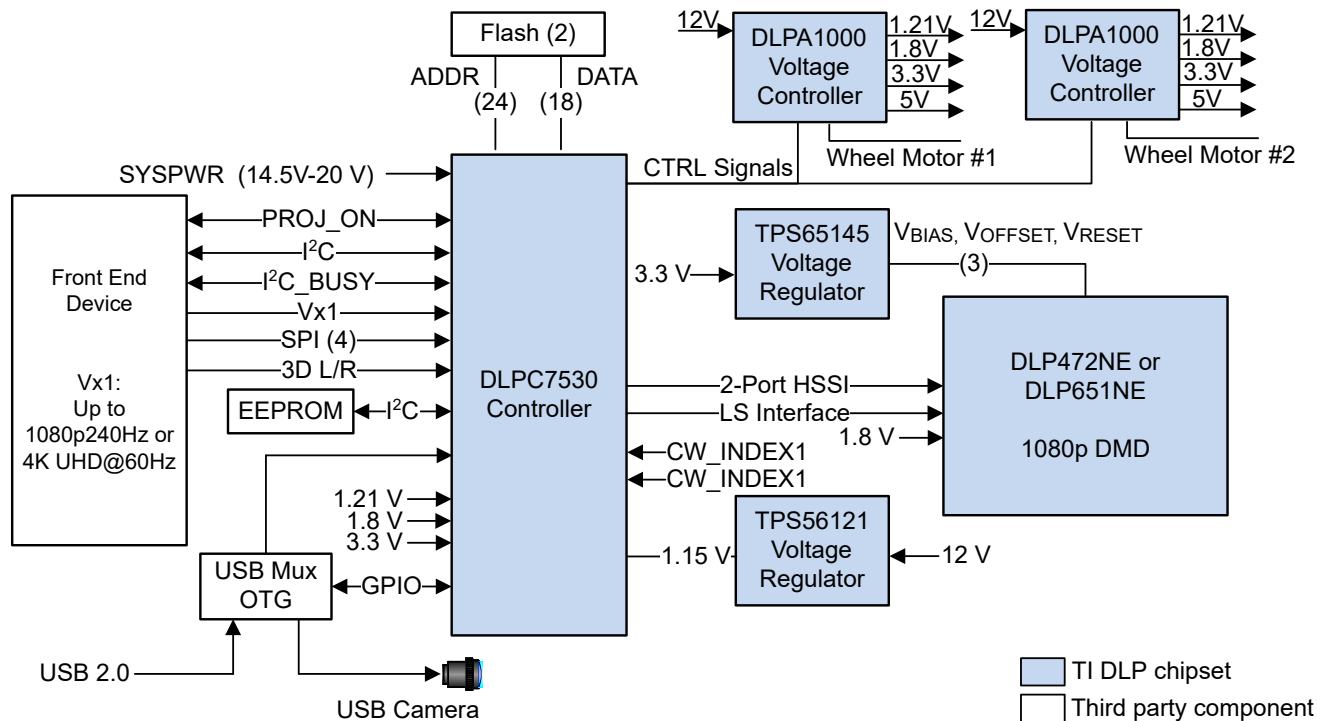 Flash (2)
ADDR
DATA
(24)
(18)
12V
DLPA1000
Voltage
Controller
1.21V
1.8V
3.3V
5V
Wheel Motor #1
12V
DLPA1000
Voltage
Controller
1.21V
1.8V
3.3V
5V
Wheel Motor #2
CTRL Signals
SYSPWR (14.5V-20 V)
Front End
Device
Vx1:
Up to
1080p240Hz or
4K UHD@60Hz
PROJ_ON
I²C
I²C_BUSY
Vx1
SPI (4)
3D L/R
EEPROM
I²C
1.21 V
1.8 V
3.3 V
USB Mux
OTG
GPIO
USB 2.0
USB Camera
DLPC7530
Controller
3.3 V
TPS65145
Voltage
Regulator
VBIAS, VOFFSET, VRESET
(3)
2-Port HSSI
LS Interface
1.8 V
DLP472NE or
DLP651NE
1080p DMD
CW_INDEX1
CW_INDEX1
1.15 V
TPS56121
Voltage
Regulator
12 V
TI DLP chipset
Third party component